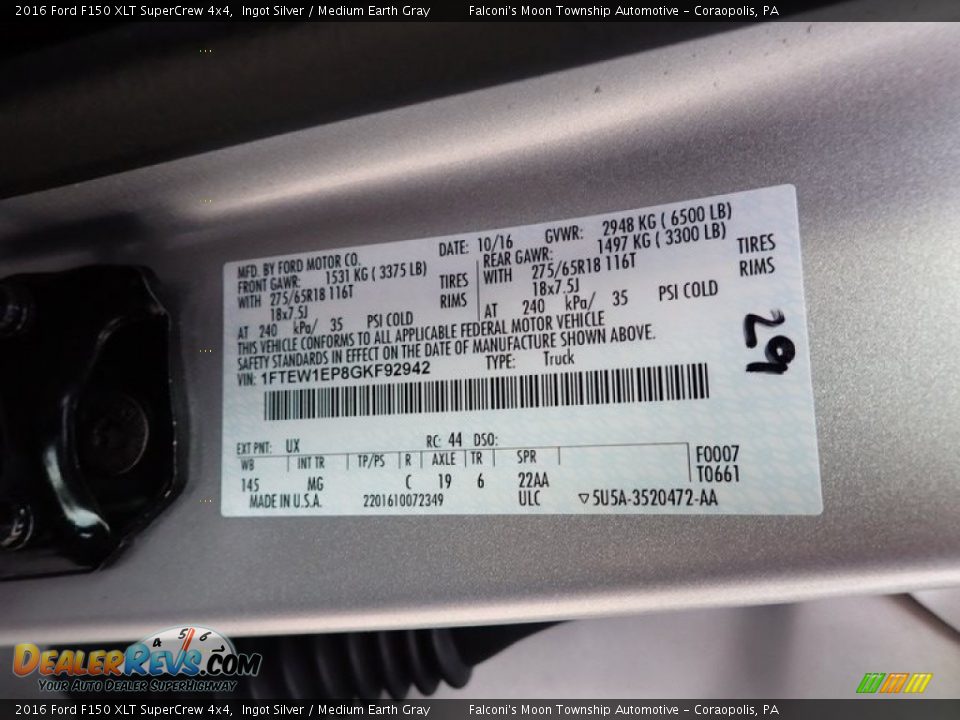 2016 Ford F150 XLT SuperCrew 4x4, Ingot Silver / Medium Earth Gray Falconi's Moon Township Automotive - Coraopolis, PA
MFD. BY FORD MOTOR CO. DATE: 10/16 GVWR: 2948 KG ( 6500 LB)
FRONT GAWR: 1531 KG ( 3375 LB) REAR GAWR: 1497 KG ( 3300 LB)
WITH 275/65R18 116T TIRES WITH 275/65R18 116T TIRES
18x7.5J RIMS 18x7.5J RIMS
AT 240 kPa/ 35 PSI COLD AT 240 kPa/ 35 PSI COLD
THIS VEHICLE CONFORMS TO ALL APPLICABLE FEDERAL MOTOR VEHICLE
SAFETY STANDARDS IN EFFECT ON THE DATE OF MANUFACTURE SHOWN ABOVE.
VIN: 1FTEW1EP8GKF92942 TYPE: Truck
29
EXT PNT: UX RC: 44 DSO:
WB INT TR TP/PS R AXLE TR SPR F0007
145 MG C 19 6 22AA T0661
MADE IN U.S.A. 2201610072349 ULC ▽5U5A-3520472-AA
4 5 6
DealerRevs.com
Your Auto Dealer SuperHighway
2016 Ford F150 XLT SuperCrew 4x4, Ingot Silver / Medium Earth Gray Falconi's Moon Township Automotive - Coraopolis, PA